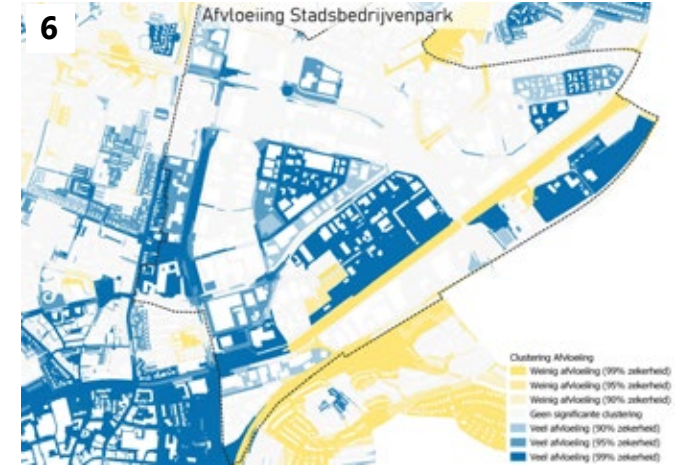 6
Afvloeiing Stadsbedrijvenpark
Clustering Afvloeiing
Weinig afvloeiing (99% zekerheid)
Weinig afvloeiing (95% zekerheid)
Weinig afvloeiing (90% zekerheid)
Geen significante clustering
Veel afvloeiing (90% zekerheid)
Veel afvloeiing (95% zekerheid)
Veel afvloeiing (99% zekerheid)